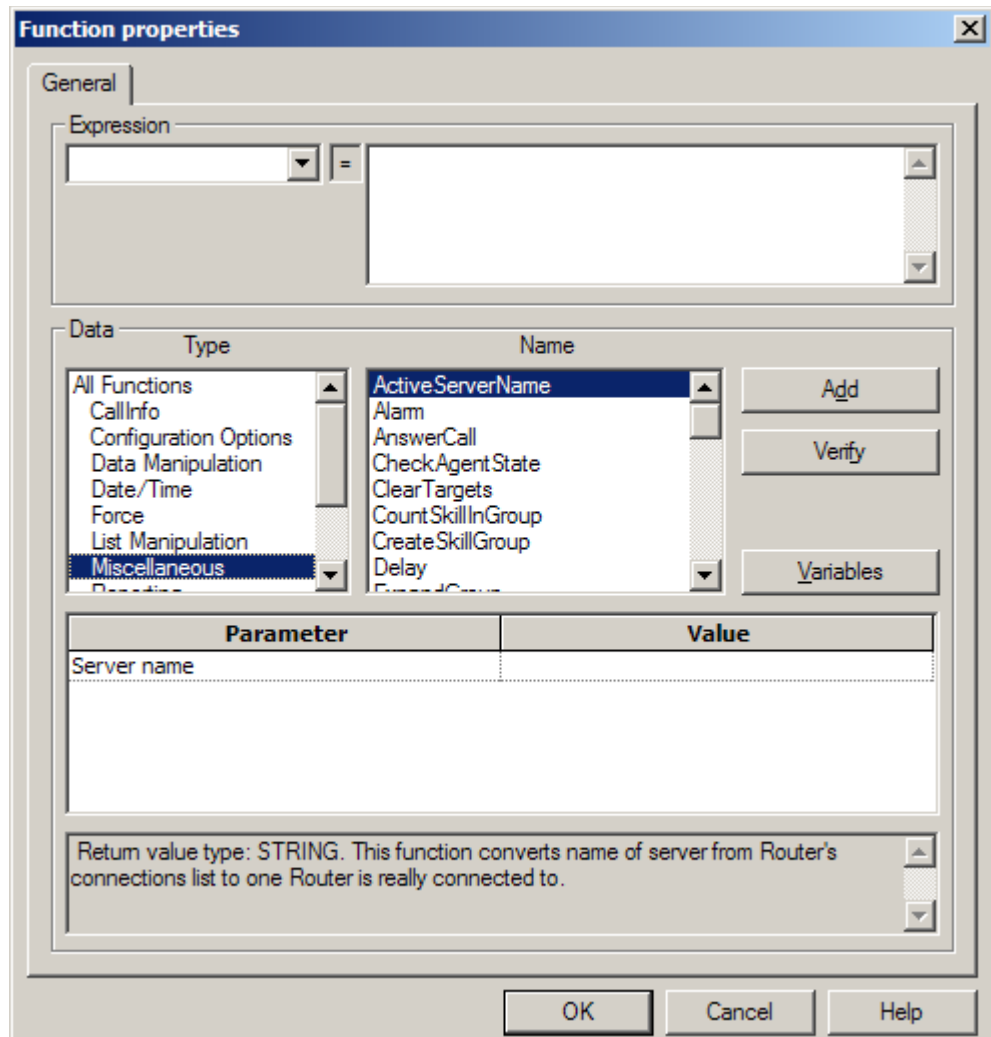 Function properties
General
Expression
=
Data
Type
Name
All Functions
CallInfo
Configuration Options
Data Manipulation
Date/Time
Force
List Manipulation
Miscellaneous
Reporting
ActiveServerName
Alarm
AnswerCall
CheckAgentState
ClearTargets
CountSkillInGroup
CreateSkillGroup
Delay
ExpandGroup
Add
Verify
Variables
Parameter Value
Server name
Return value type: STRING. This function converts name of server from Router's
connections list to one Router is really connected to.
OK Cancel Help